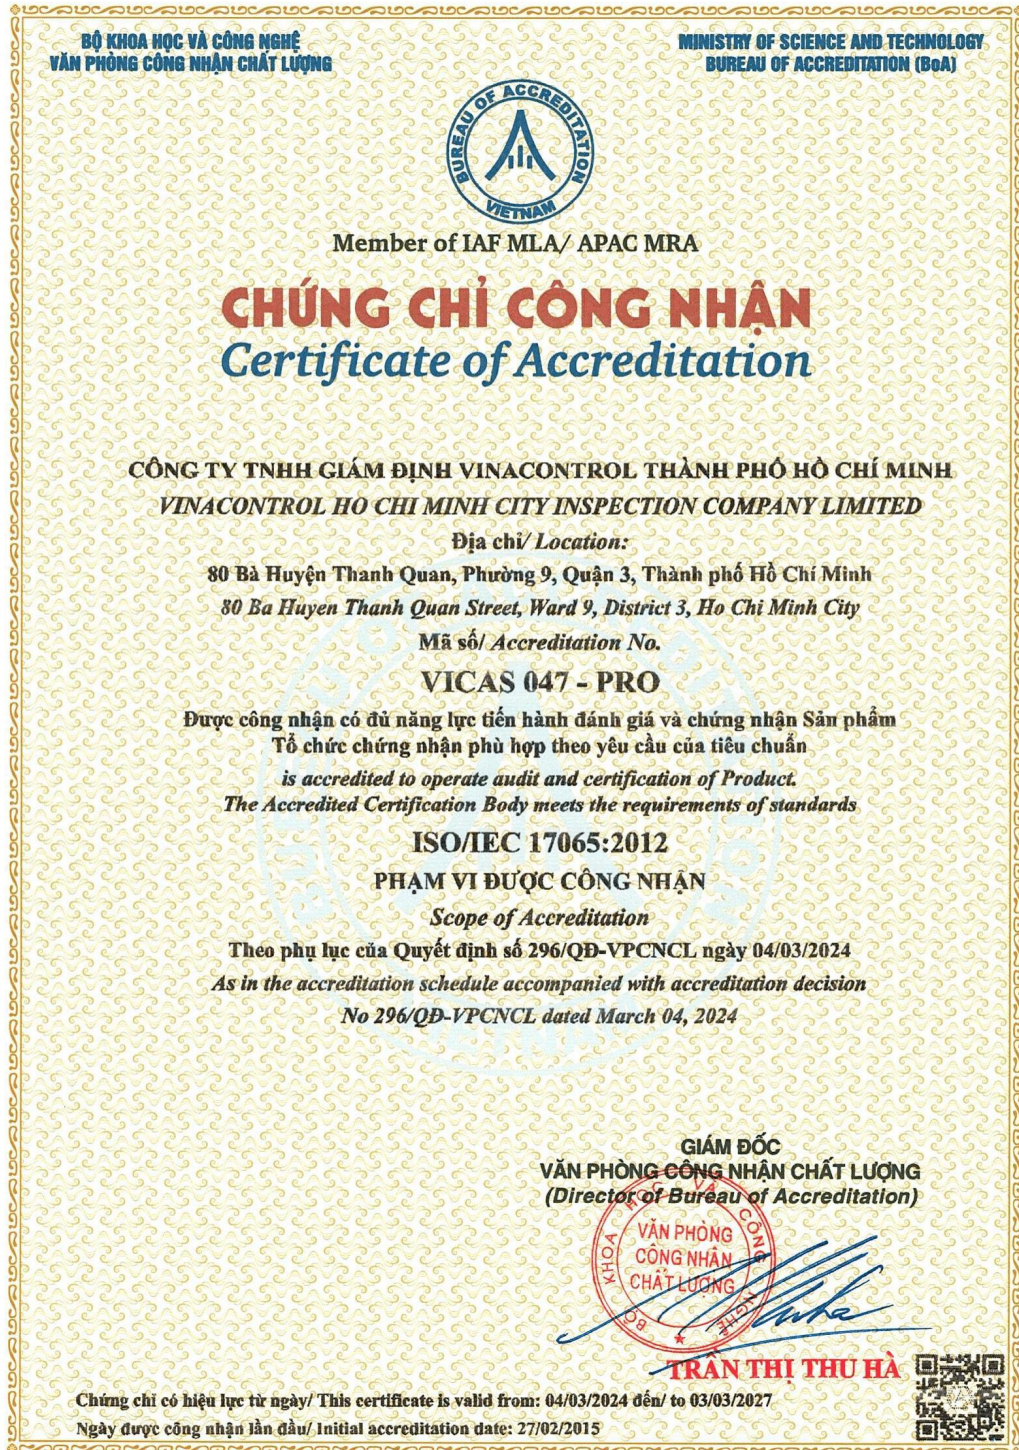 BỘ KHOA HỌC VÀ CÔNG NGHỆ
VĂN PHÒNG CÔNG NHẬN CHẤT LƯỢNG
MINISTRY OF SCIENCE AND TECHNOLOGY
BUREAU OF ACCREDITATION (BoA)
BUREAU OF ACCREDITATION
VIETNAM
Member of IAF MLA/ APAC MRA
CHỨNG CHỈ CÔNG NHẬN
Certificate of Accreditation
CÔNG TY TNHH GIÁM ĐỊNH VINACONTROL THÀNH PHỐ HỒ CHÍ MINH
VINACONTROL HO CHI MINH CITY INSPECTION COMPANY LIMITED
Địa chỉ/ Location:
80 Bà Huyện Thanh Quan, Phường 9, Quận 3, Thành phố Hồ Chí Minh
80 Ba Huyen Thanh Quan Street, Ward 9, District 3, Ho Chi Minh City
Mã số/ Accreditation No.
VICAS 047 - PRO
Được công nhận có đủ năng lực tiến hành đánh giá và chứng nhận Sản phẩm
Tổ chức chứng nhận phù hợp theo yêu cầu của tiêu chuẩn
is accredited to operate audit and certification of Product.
The Accredited Certification Body meets the requirements of standards
ISO/IEC 17065:2012
PHẠM VI ĐƯỢC CÔNG NHẬN
Scope of Accreditation
Theo phụ lục của Quyết định số 296/QĐ-VPCNCL ngày 04/03/2024
As in the accreditation schedule accompanied with accreditation decision
No 296/QĐ-VPCNCL dated March 04, 2024
GIÁM ĐỐC
VĂN PHÒNG CÔNG NHẬN CHẤT LƯỢNG
(Director of Bureau of Accreditation)
BỘ KHOA HỌC VÀ CÔNG NGHỆ
VĂN PHÒNG
CÔNG NHẬN
CHẤT LƯỢNG
TRẦN THỊ THU HÀ
Chứng chỉ có hiệu lực từ ngày/ This certificate is valid from: 04/03/2024 đến/ to 03/03/2027
Ngày được công nhận lần đầu/ Initial accreditation date: 27/02/2015